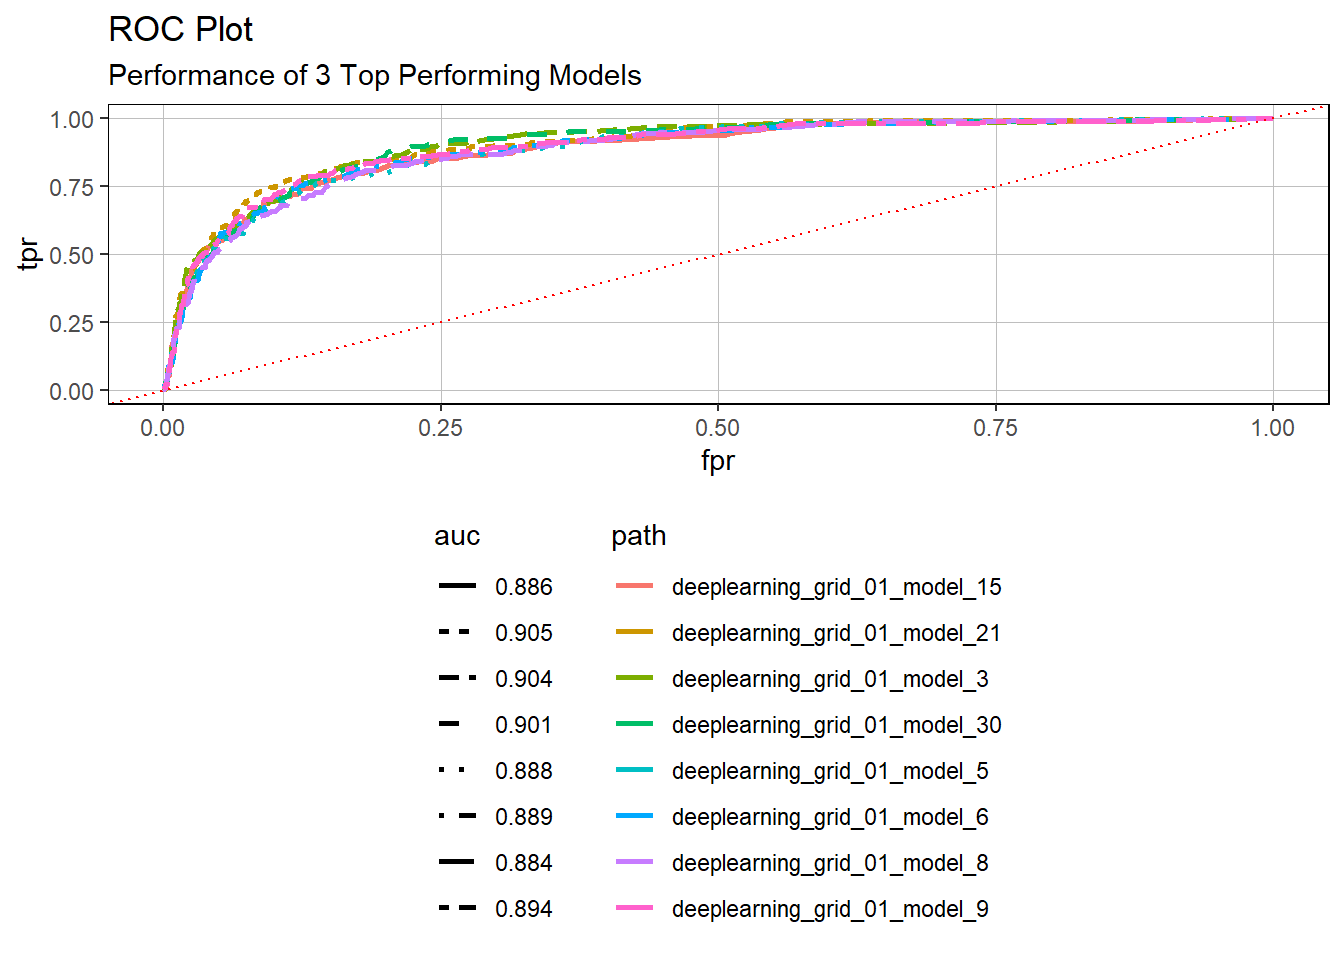 ROC Plot
Performance of 3 Top Performing Models
1.00
0.75
0.50
0.25
0.00
tpr
0.00 0.25 0.50 0.75 1.00
fpr
auc path
0.886 deeplearning_grid_01_model_15
0.905 deeplearning_grid_01_model_21
0.904 deeplearning_grid_01_model_3
0.901 deeplearning_grid_01_model_30
0.888 deeplearning_grid_01_model_5
0.889 deeplearning_grid_01_model_6
0.884 deeplearning_grid_01_model_8
0.894 deeplearning_grid_01_model_9